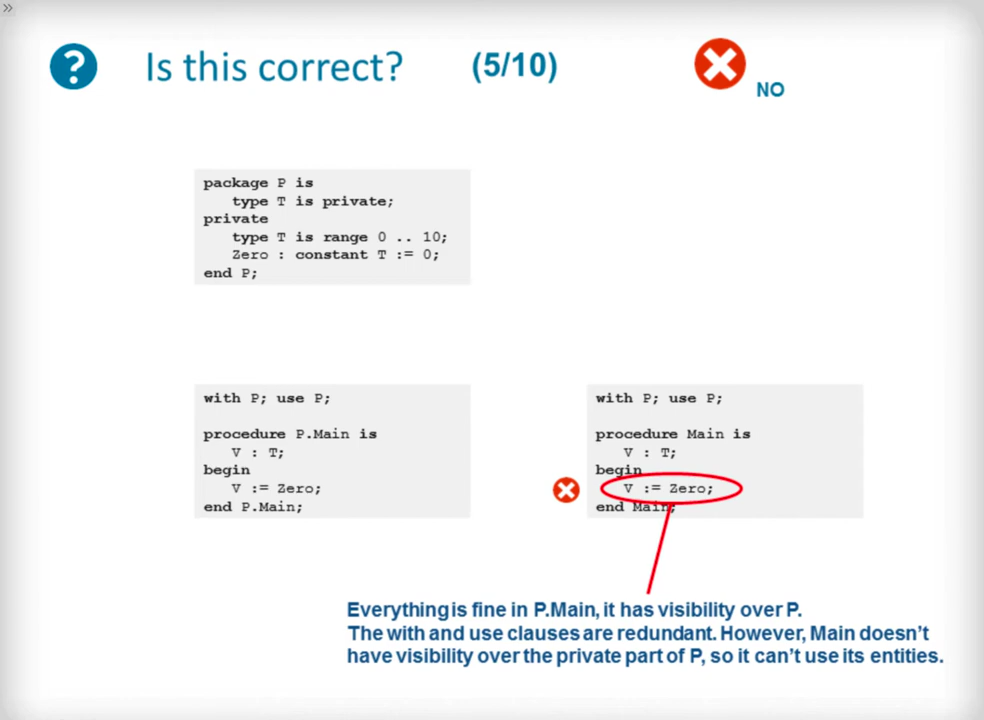 »
? Is this correct? (5/10)
NO
package P is
type T is private;
private
type T is range 0 .. 10;
Zero : constant T := 0;
end P;
with P; use P;
procedure P.Main is
V : T;
begin
V := Zero;
end P.Main;
with P; use P;
procedure Main is
V : T;
begin
V := Zero;
end Main;
Everything is fine in P.Main, it has visibility over P.
The with and use clauses are redundant. However, Main doesn't
have visibility over the private part of P, so it can't use its entities.